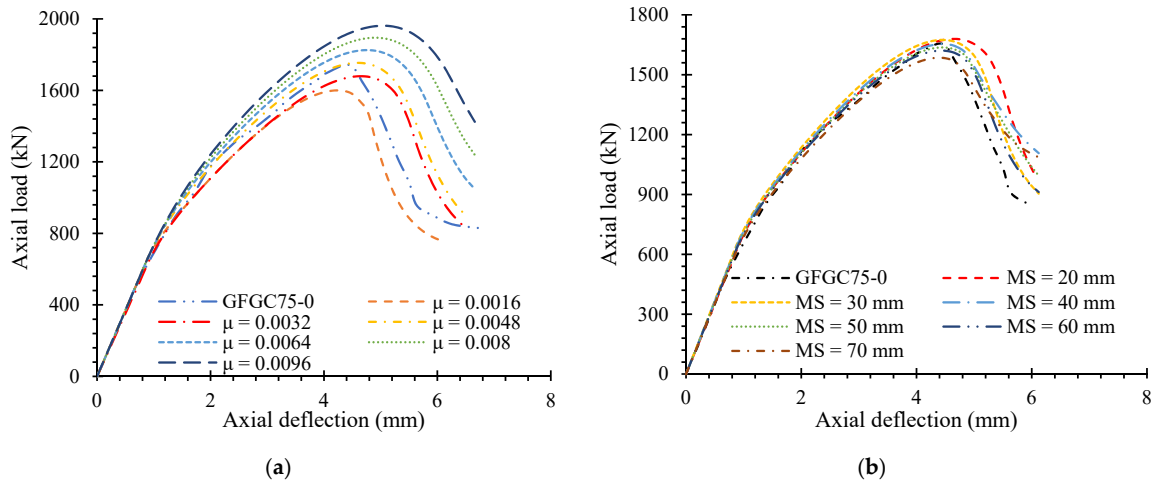 2000
1600
1200
800
400
0
Axial load (kN)
GFGC75-0
μ = 0.0016
μ = 0.0032
μ = 0.0048
μ = 0.0064
μ = 0.008
μ = 0.0096
0 2 4 6 8
Axial deflection (mm)
(a)
1800
1500
1200
900
600
300
0
Axial load (kN)
GFGC75-0
MS = 20 mm
MS = 30 mm
MS = 40 mm
MS = 50 mm
MS = 60 mm
MS = 70 mm
0 2 4 6 8
Axial deflection (mm)
(b)